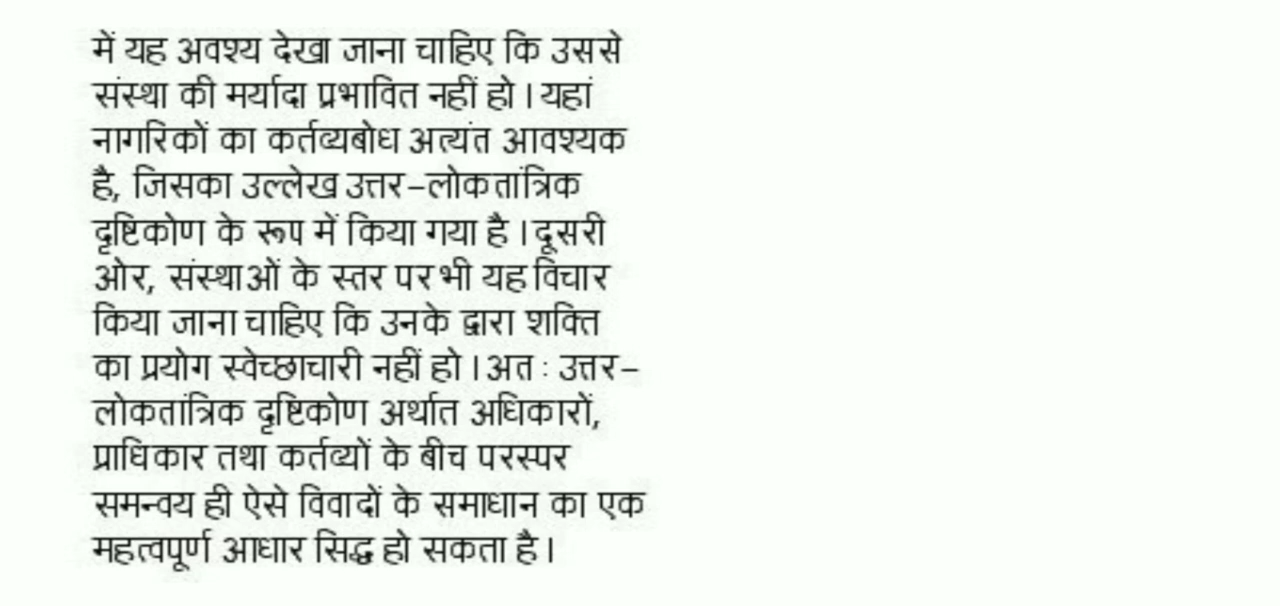 में यह अवश्य देखा जाना चाहिए कि उससे
संस्था की मर्यादा प्रभावित नहीं हो । यहां
नागरिकों का कर्तव्यबोध अत्यंत आवश्यक
है, जिसका उल्लेख उत्तर-लोकतांत्रिक
दृष्टिकोण के रूप में किया गया है । दूसरी
ओर, संस्थाओं के स्तर पर भी यह विचार
किया जाना चाहिए कि उनके द्वारा शक्ति
का प्रयोग स्वेच्छाचारी नहीं हो । अत : उत्तर-
लोकतांत्रिक दृष्टिकोण अर्थात अधिकारों,
प्राधिकार तथा कर्तव्यों के बीच परस्पर
समन्वय ही ऐसे विवादों के समाधान का एक
महत्वपूर्ण आधार सिद्ध हो सकता है ।